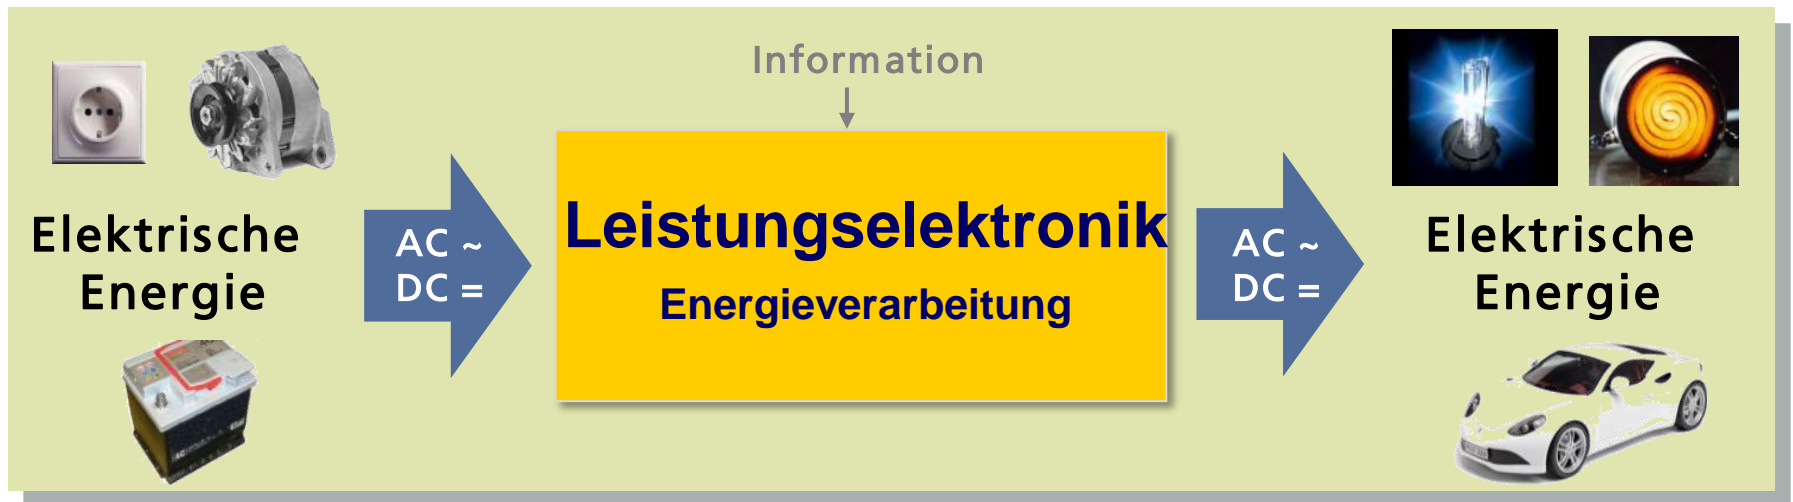 Information
Elektrische
Energie
AC ~
DC =
Leistungselektronik
Energieverarbeitung
AC ~
DC =
Elektrische
Energie